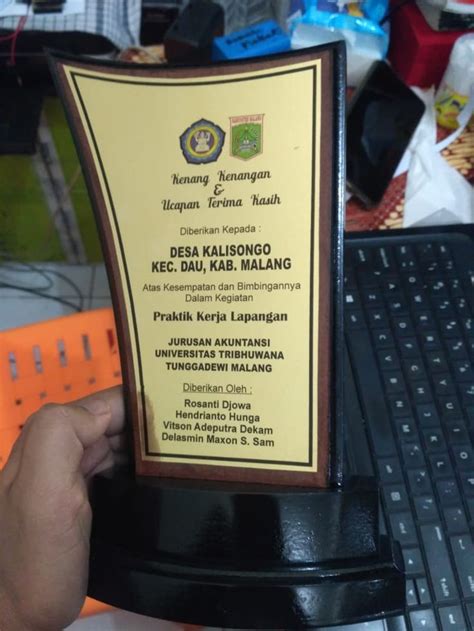 KABUPATEN MALANG
Kenang Kenangan
&
Ucapan Terima Kasih
Diberikan Kepada :
DESA KALISONGO
KEC. DAU, KAB. MALANG
Atas Kesempatan dan Bimbingannya
Dalam Kegiatan
Praktik Kerja Lapangan
JURUSAN AKUNTANSI
UNIVERSITAS TRIBHUWANA
TUNGGADEWI MALANG
Diberikan Oleh :
Rosanti Djowa
Hendrianto Hunga
Vitson Adeputra Dekam
Delasmin Maxon S. Sam